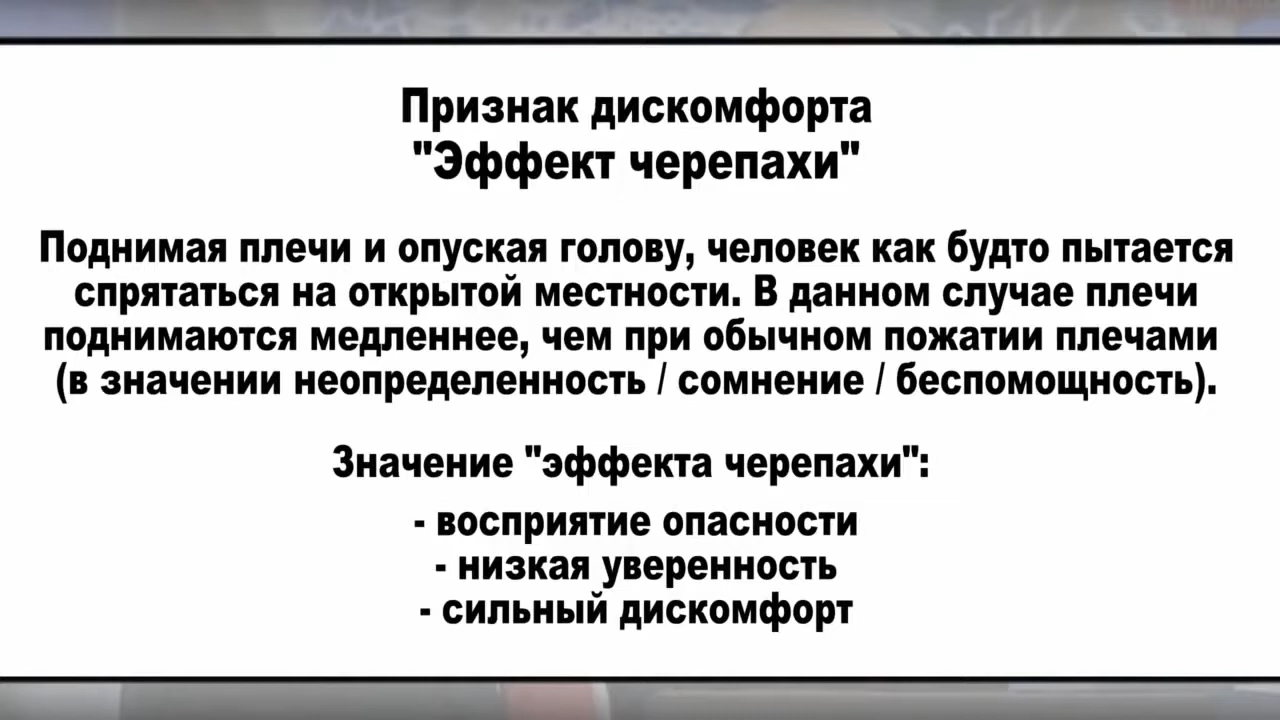 Признак дискомфорта
"Эффект черепахи"
Поднимая плечи и опуская голову, человек как будто пытается
спрятаться на открытой местности. В данном случае плечи
поднимаются медленнее, чем при обычном пожатии плечами
(в значении неопределенность / сомнение / беспомощность).
Значение "эффекта черепахи":
- восприятие опасности
- низкая уверенность
- сильный дискомфорт